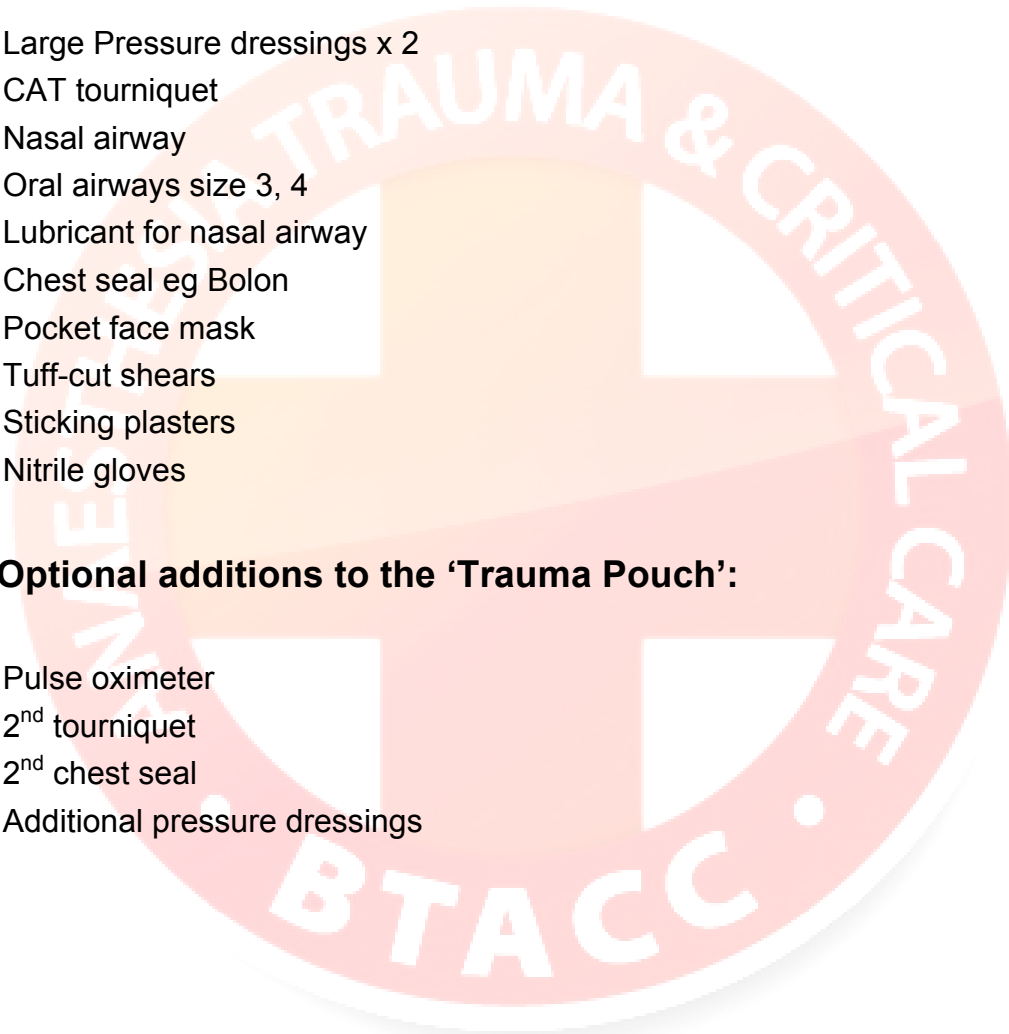 Large Pressure dressings x 2
CAT tourniquet
Nasal airway
Oral airways size 3, 4
Lubricant for nasal airway
Chest seal eg Bolon
Pocket face mask
Tuff-cut shears
Sticking plasters
Nitrile gloves
Optional additions to the ‘Trauma Pouch’:
Pulse oximeter
2nd tourniquet
2nd chest seal
Additional pressure dressings
ANAESTHESIA TRAUMA & CRITICAL CARE
BTACC